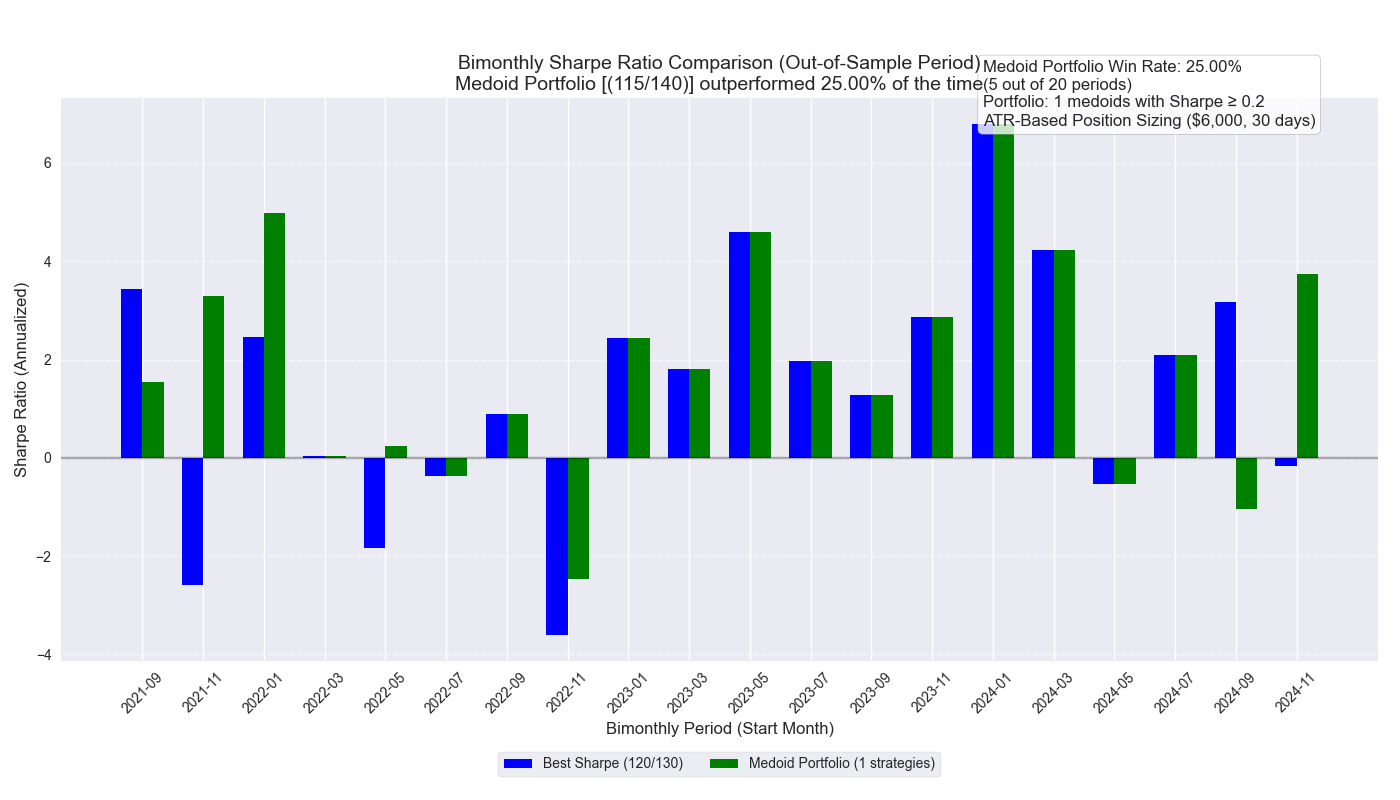 Bimonthly Sharpe Ratio Comparison (Out-of-Sample Period)
Medoid Portfolio [(115/140)] outperformed 25.00% of the time
Medoid Portfolio Win Rate: 25.00%
(5 out of 20 periods)
Portfolio: 1 medoids with Sharpe ≥ 0.2
ATR-Based Position Sizing ($6,000, 30 days)
Sharpe Ratio (Annualized)
6
4
2
0
−2
−4
2021-09
2021-11
2022-01
2022-03
2022-05
2022-07
2022-09
2022-11
2023-01
2023-03
2023-05
2023-07
2023-09
2023-11
2024-01
2024-03
2024-05
2024-07
2024-09
2024-11
Bimonthly Period (Start Month)
Best Sharpe (120/130)
Medoid Portfolio (1 strategies)